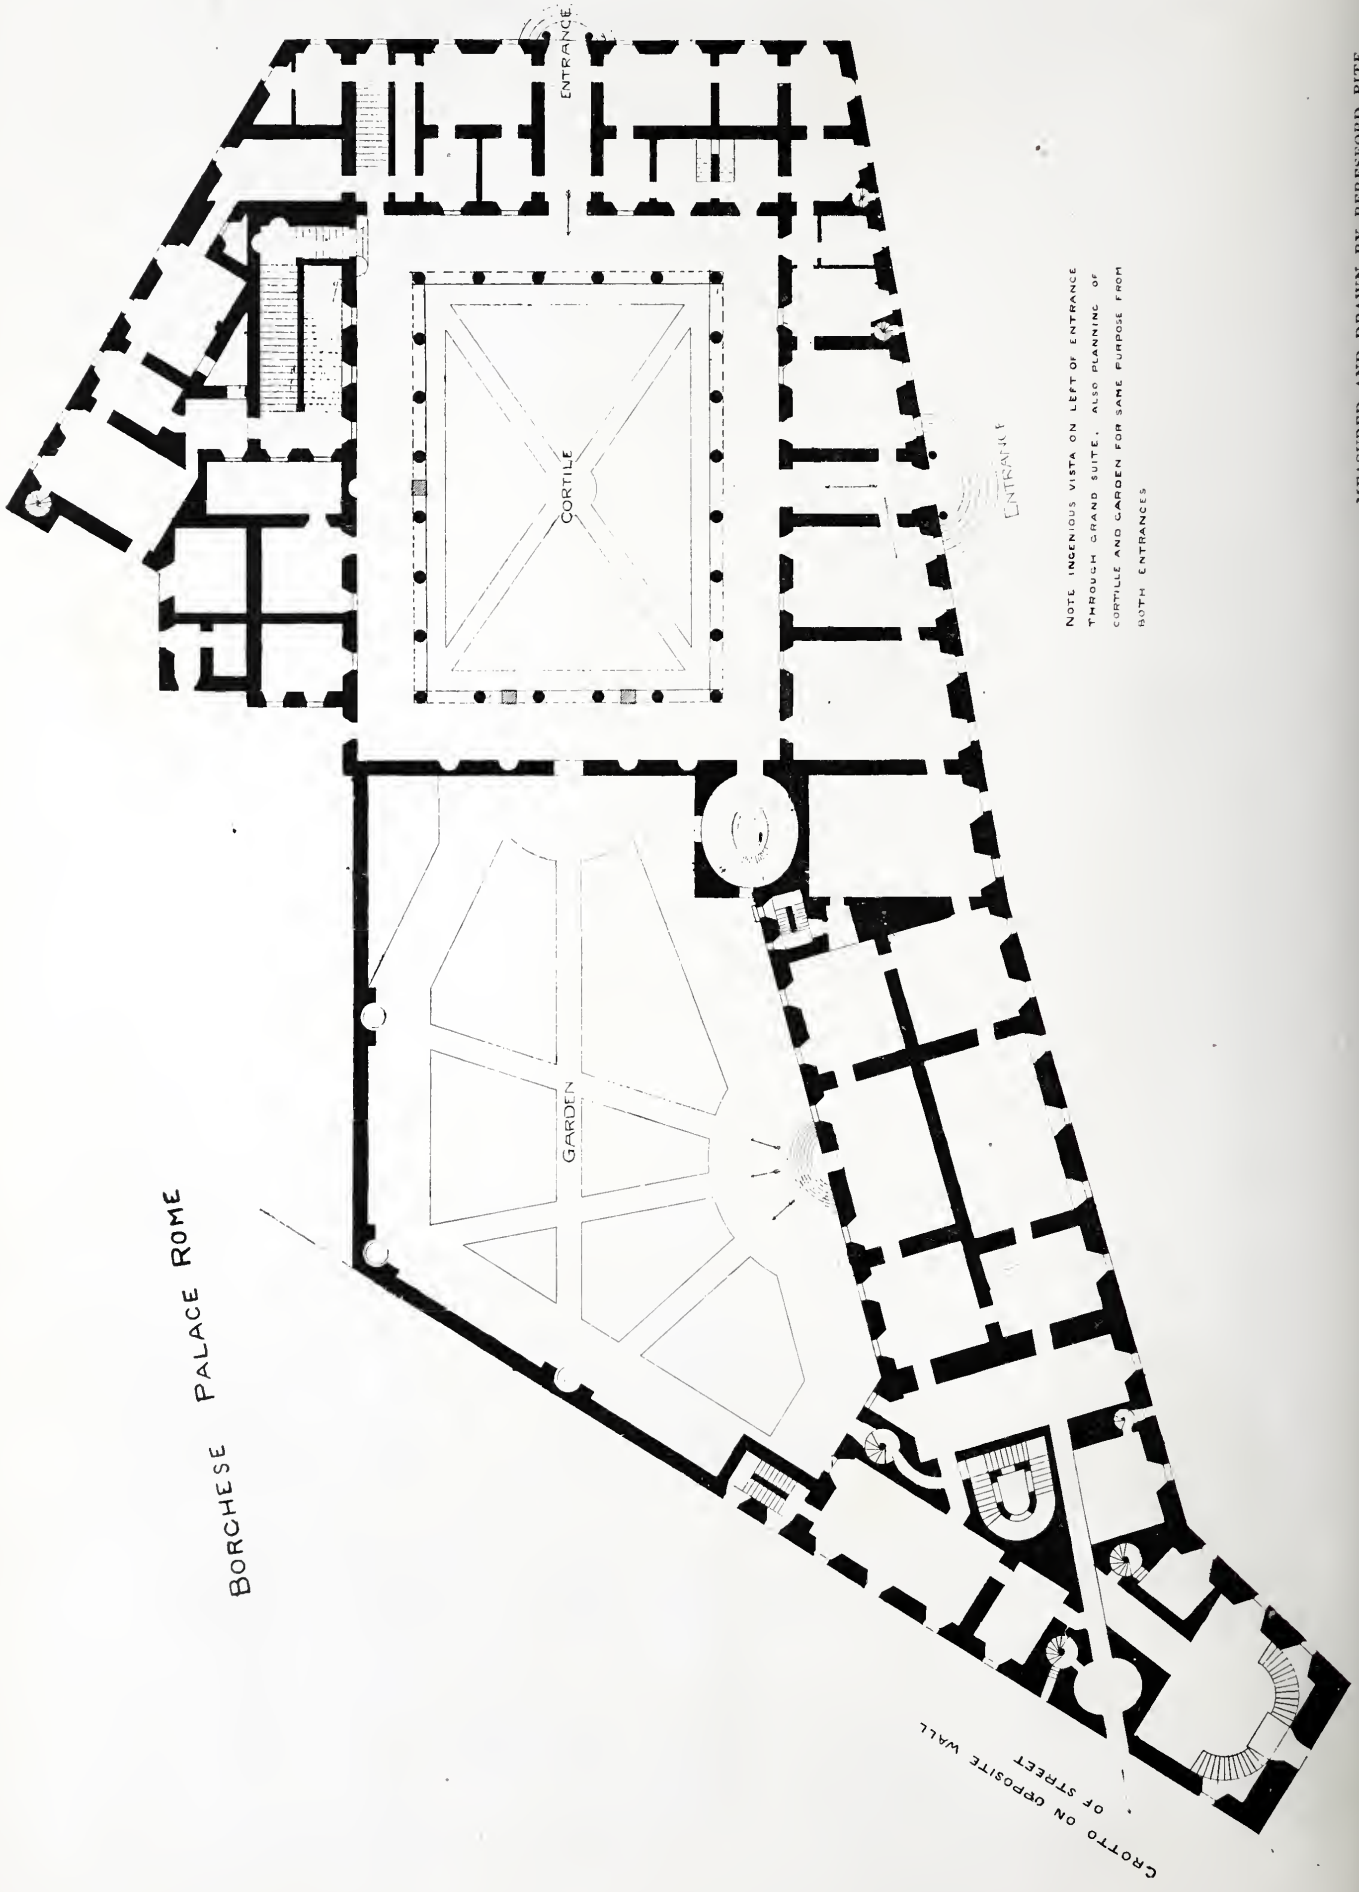 BORGHESE PALACE ROME
ENTRANCE
CORTILE
ENTRANCE
GARDEN
NOTE INGENIOUS VISTA ON LEFT OF ENTRANCE
THROUGH GRAND SUITE, ALSO PLANNING OF
CORTILLE AND GARDEN FOR SAME PURPOSE FROM
BOTH ENTRANCES
GROTTO ON OPPOSITE WALL
OF STREET
MEASURED AND DRAWN BY BERESFORD PITE